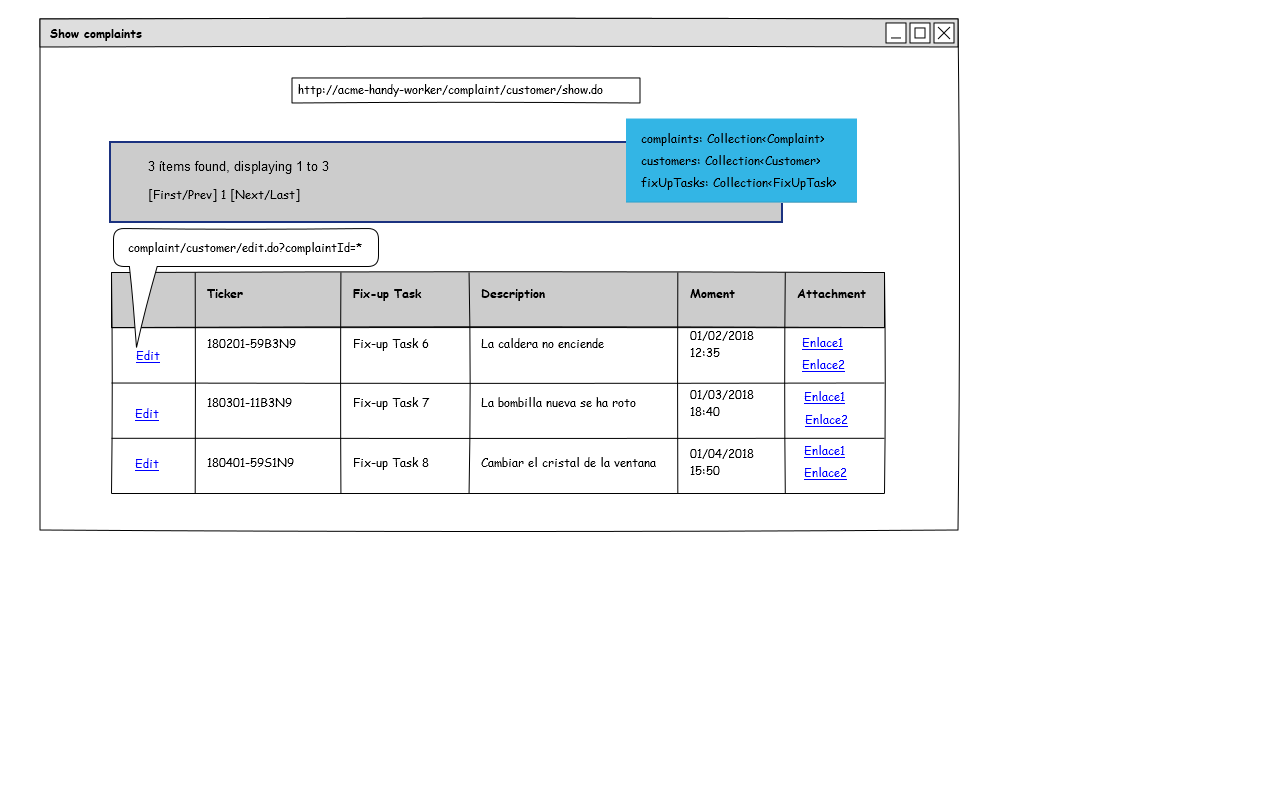 Show complaints
http://acme-handy-worker/complaint/customer/show.do
complaints: Collection<Complaint>
customers: Collection<Customer>
fixUpTasks: Collection<FixUpTask>
3 ítems found, displaying 1 to 3
[First/Prev] 1 [Next/Last]
complaint/customer/edit.do?complaintId=*
Ticker Fix-up Task Description Moment Attachment
Edit 180201-59B3N9 Fix-up Task 6 La caldera no enciende 01/02/2018 12:35 Enlace1 Enlace2
Edit 180301-11B3N9 Fix-up Task 7 La bombilla nueva se ha roto 01/03/2018 18:40 Enlace1 Enlace2
Edit 180401-59S1N9 Fix-up Task 8 Cambiar el cristal de la ventana 01/04/2018 15:50 Enlace1 Enlace2